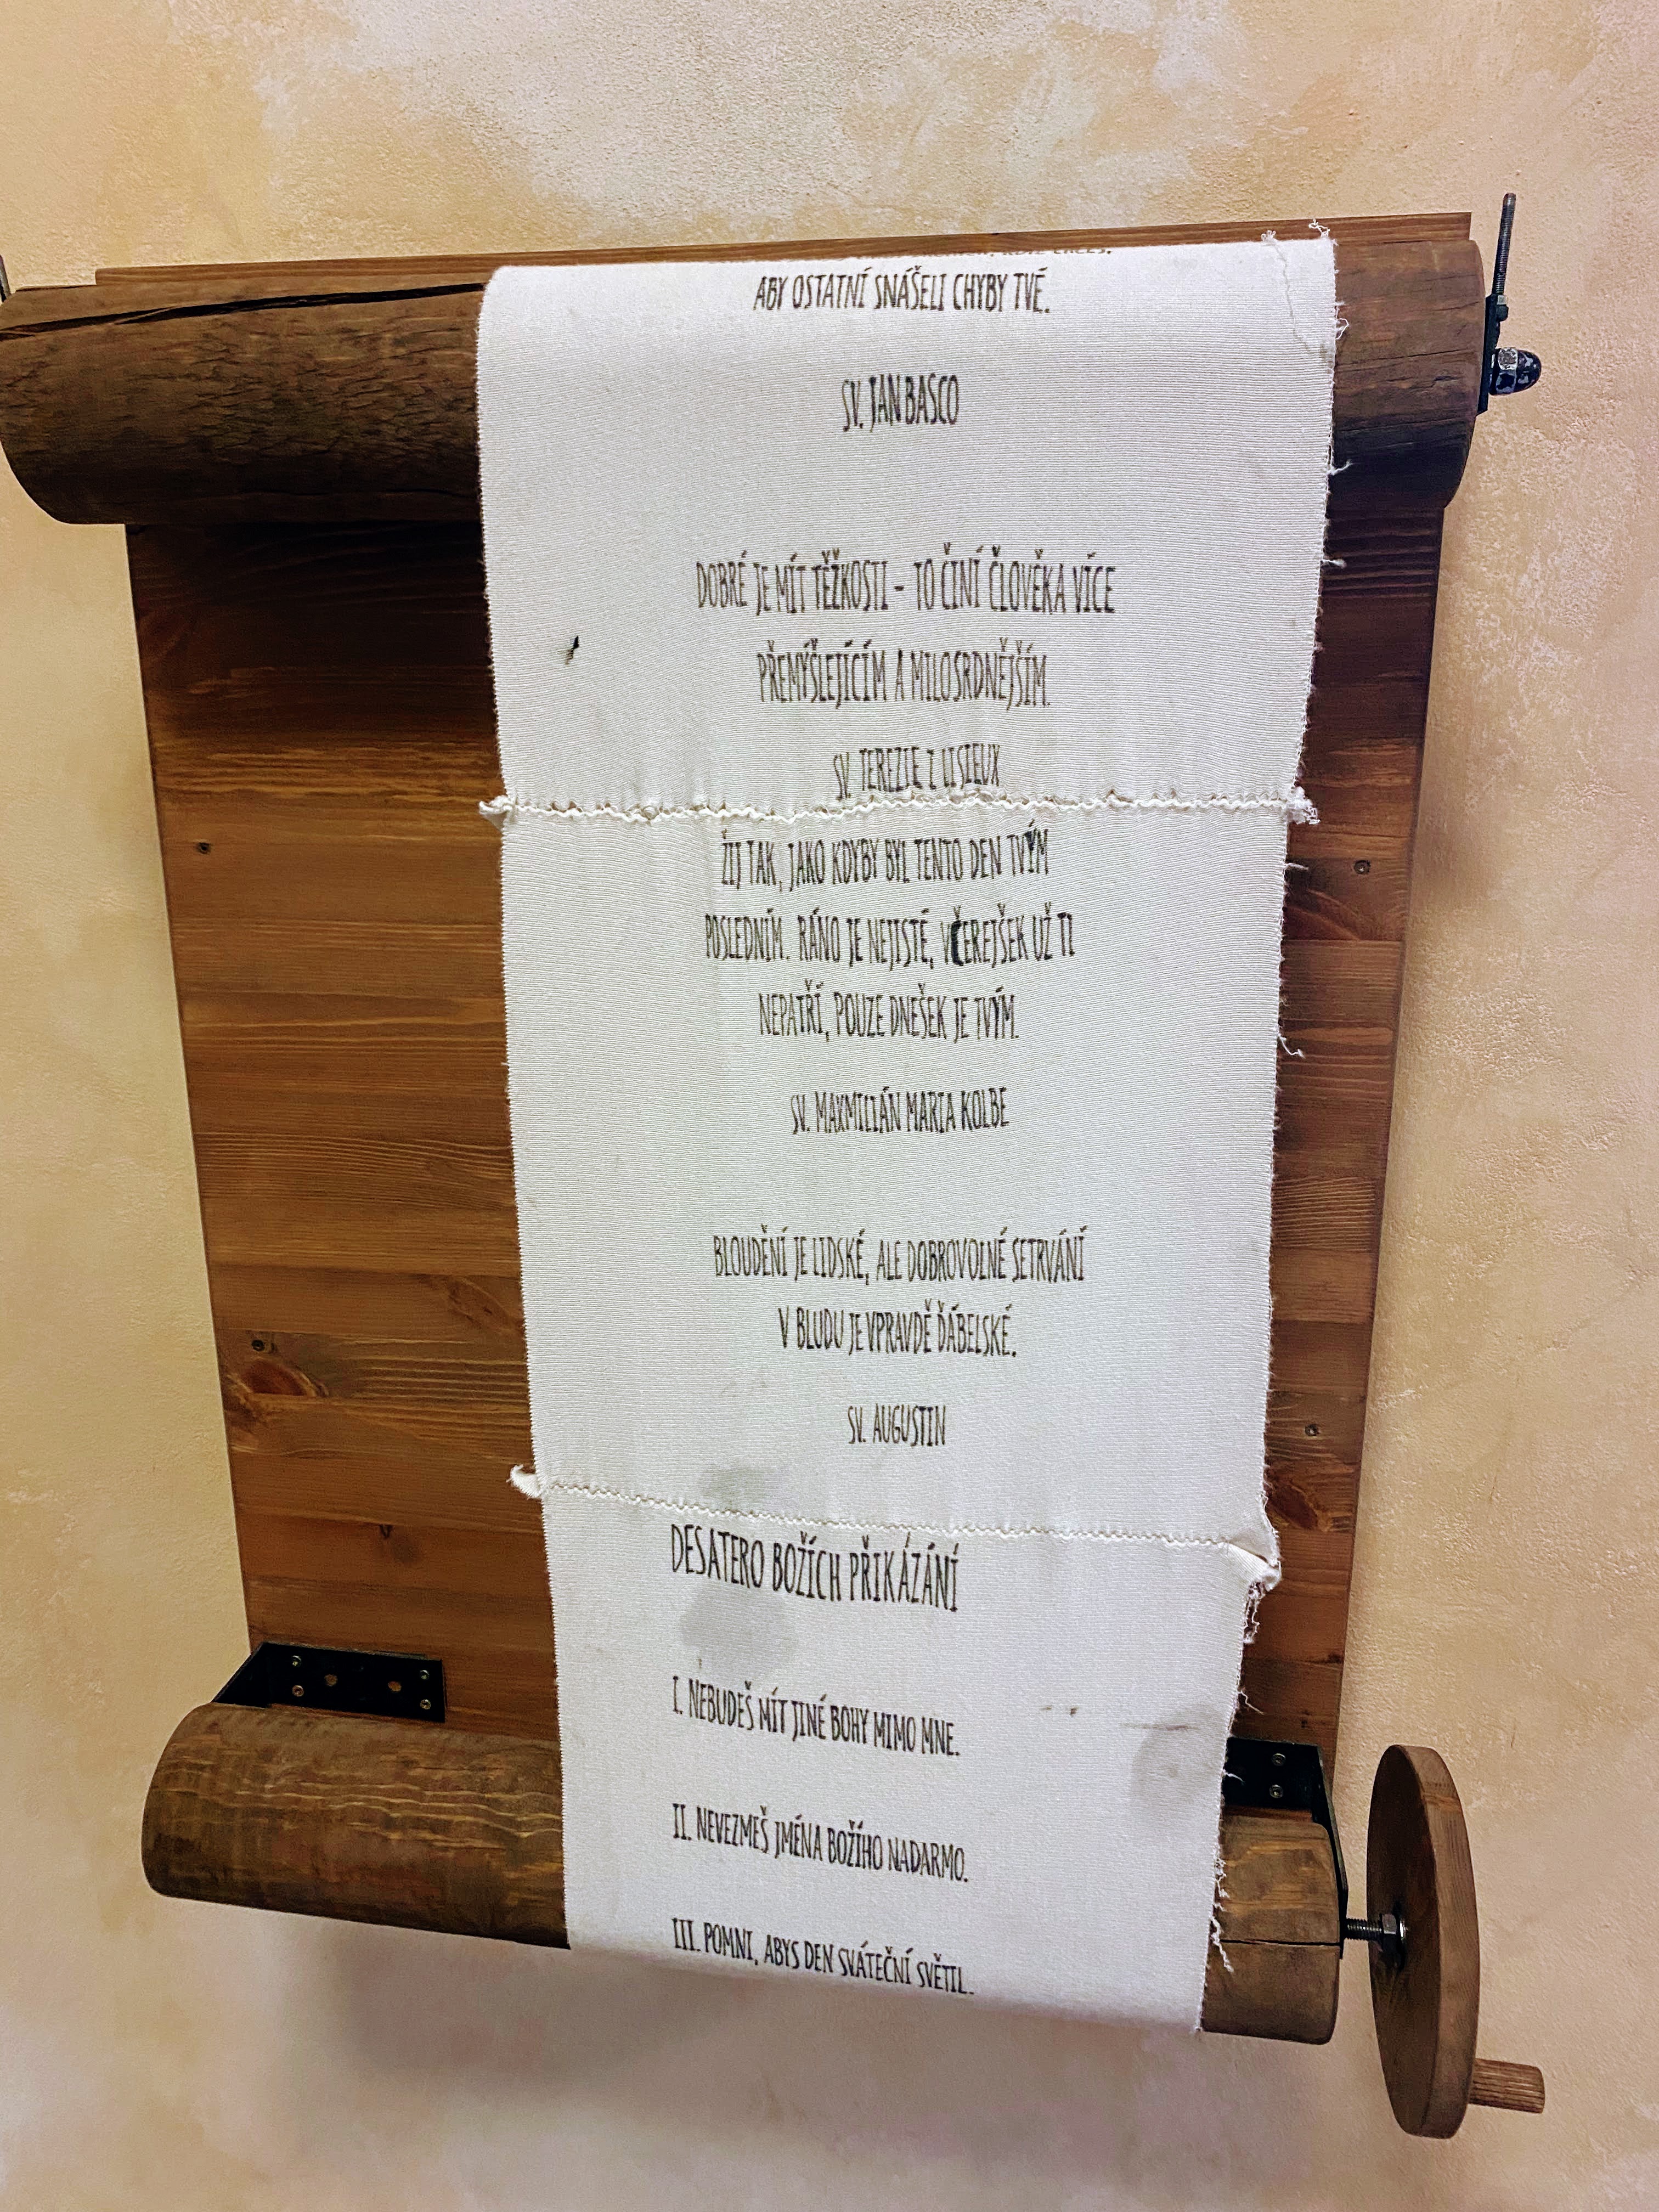 ABY OSTATNÍ SNÁŠELI CHYBY TVÉ.
SV. JAN BASCO
DOBRÉ JE MÍT TĚŽKOSTI – TO ČINÍ ČLOVĚKA VÍCE
PŘEMÝŠLEJÍCÍM A MILOSRDNĚJŠÍM.
SV. TEREZIE Z LISIEUX
ŽIJ TAK, JAKO KDYBY BYL TENTO DEN TVÝM
POSLEDNÍM. RÁNO JE NEJISTÉ, VČEREJŠEK UŽ TI
NEPATŘÍ, POUZE DNEŠEK JE TVÝM.
SV. MAXMILIÁN MARIA KOLBE
BLOUDĚNÍ JE LIDSKÉ, ALE DOBROVOLNÉ SETRVÁNÍ
V BLUDU JE VPRAVDĚ ĎÁBELSKÉ.
SV. AUGUSTIN
DESATERO BOŽÍCH PŘIKÁZÁNÍ
I. NEBUDEŠ MÍT JINÉ BOHY MIMO MNE.
II. NEVEZMEŠ JMÉNA BOŽÍHO NADARMO.
III. POMNI, ABYS DEN SVÁTEČNÍ SVĚTIL.